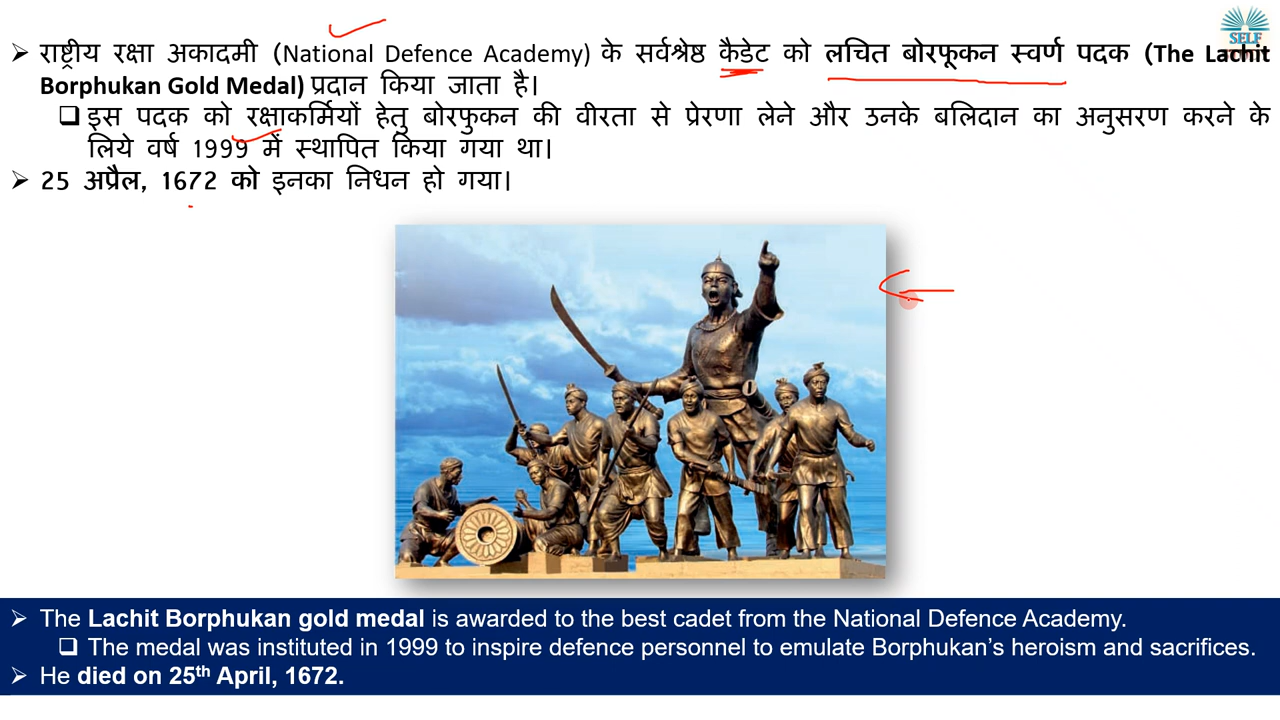 SELF
➢ राष्ट्रीय रक्षा अकादमी (National Defence Academy) के सर्वश्रेष्ठ कैडेट को लचित बोरफूकन स्वर्ण पदक (The Lachit
Borphukan Gold Medal) प्रदान किया जाता है।
❑ इस पदक को रक्षाकर्मियों हेतु बोरफुकन की वीरता से प्रेरणा लेने और उनके बलिदान का अनुसरण करने के
लिये वर्ष 1999 में स्थापित किया गया था।
➢ 25 अप्रैल, 1672 को इनका निधन हो गया।
➢ The Lachit Borphukan gold medal is awarded to the best cadet from the National Defence Academy.
❑ The medal was instituted in 1999 to inspire defence personnel to emulate Borphukan’s heroism and sacrifices.
➢ He died on 25th April, 1672.